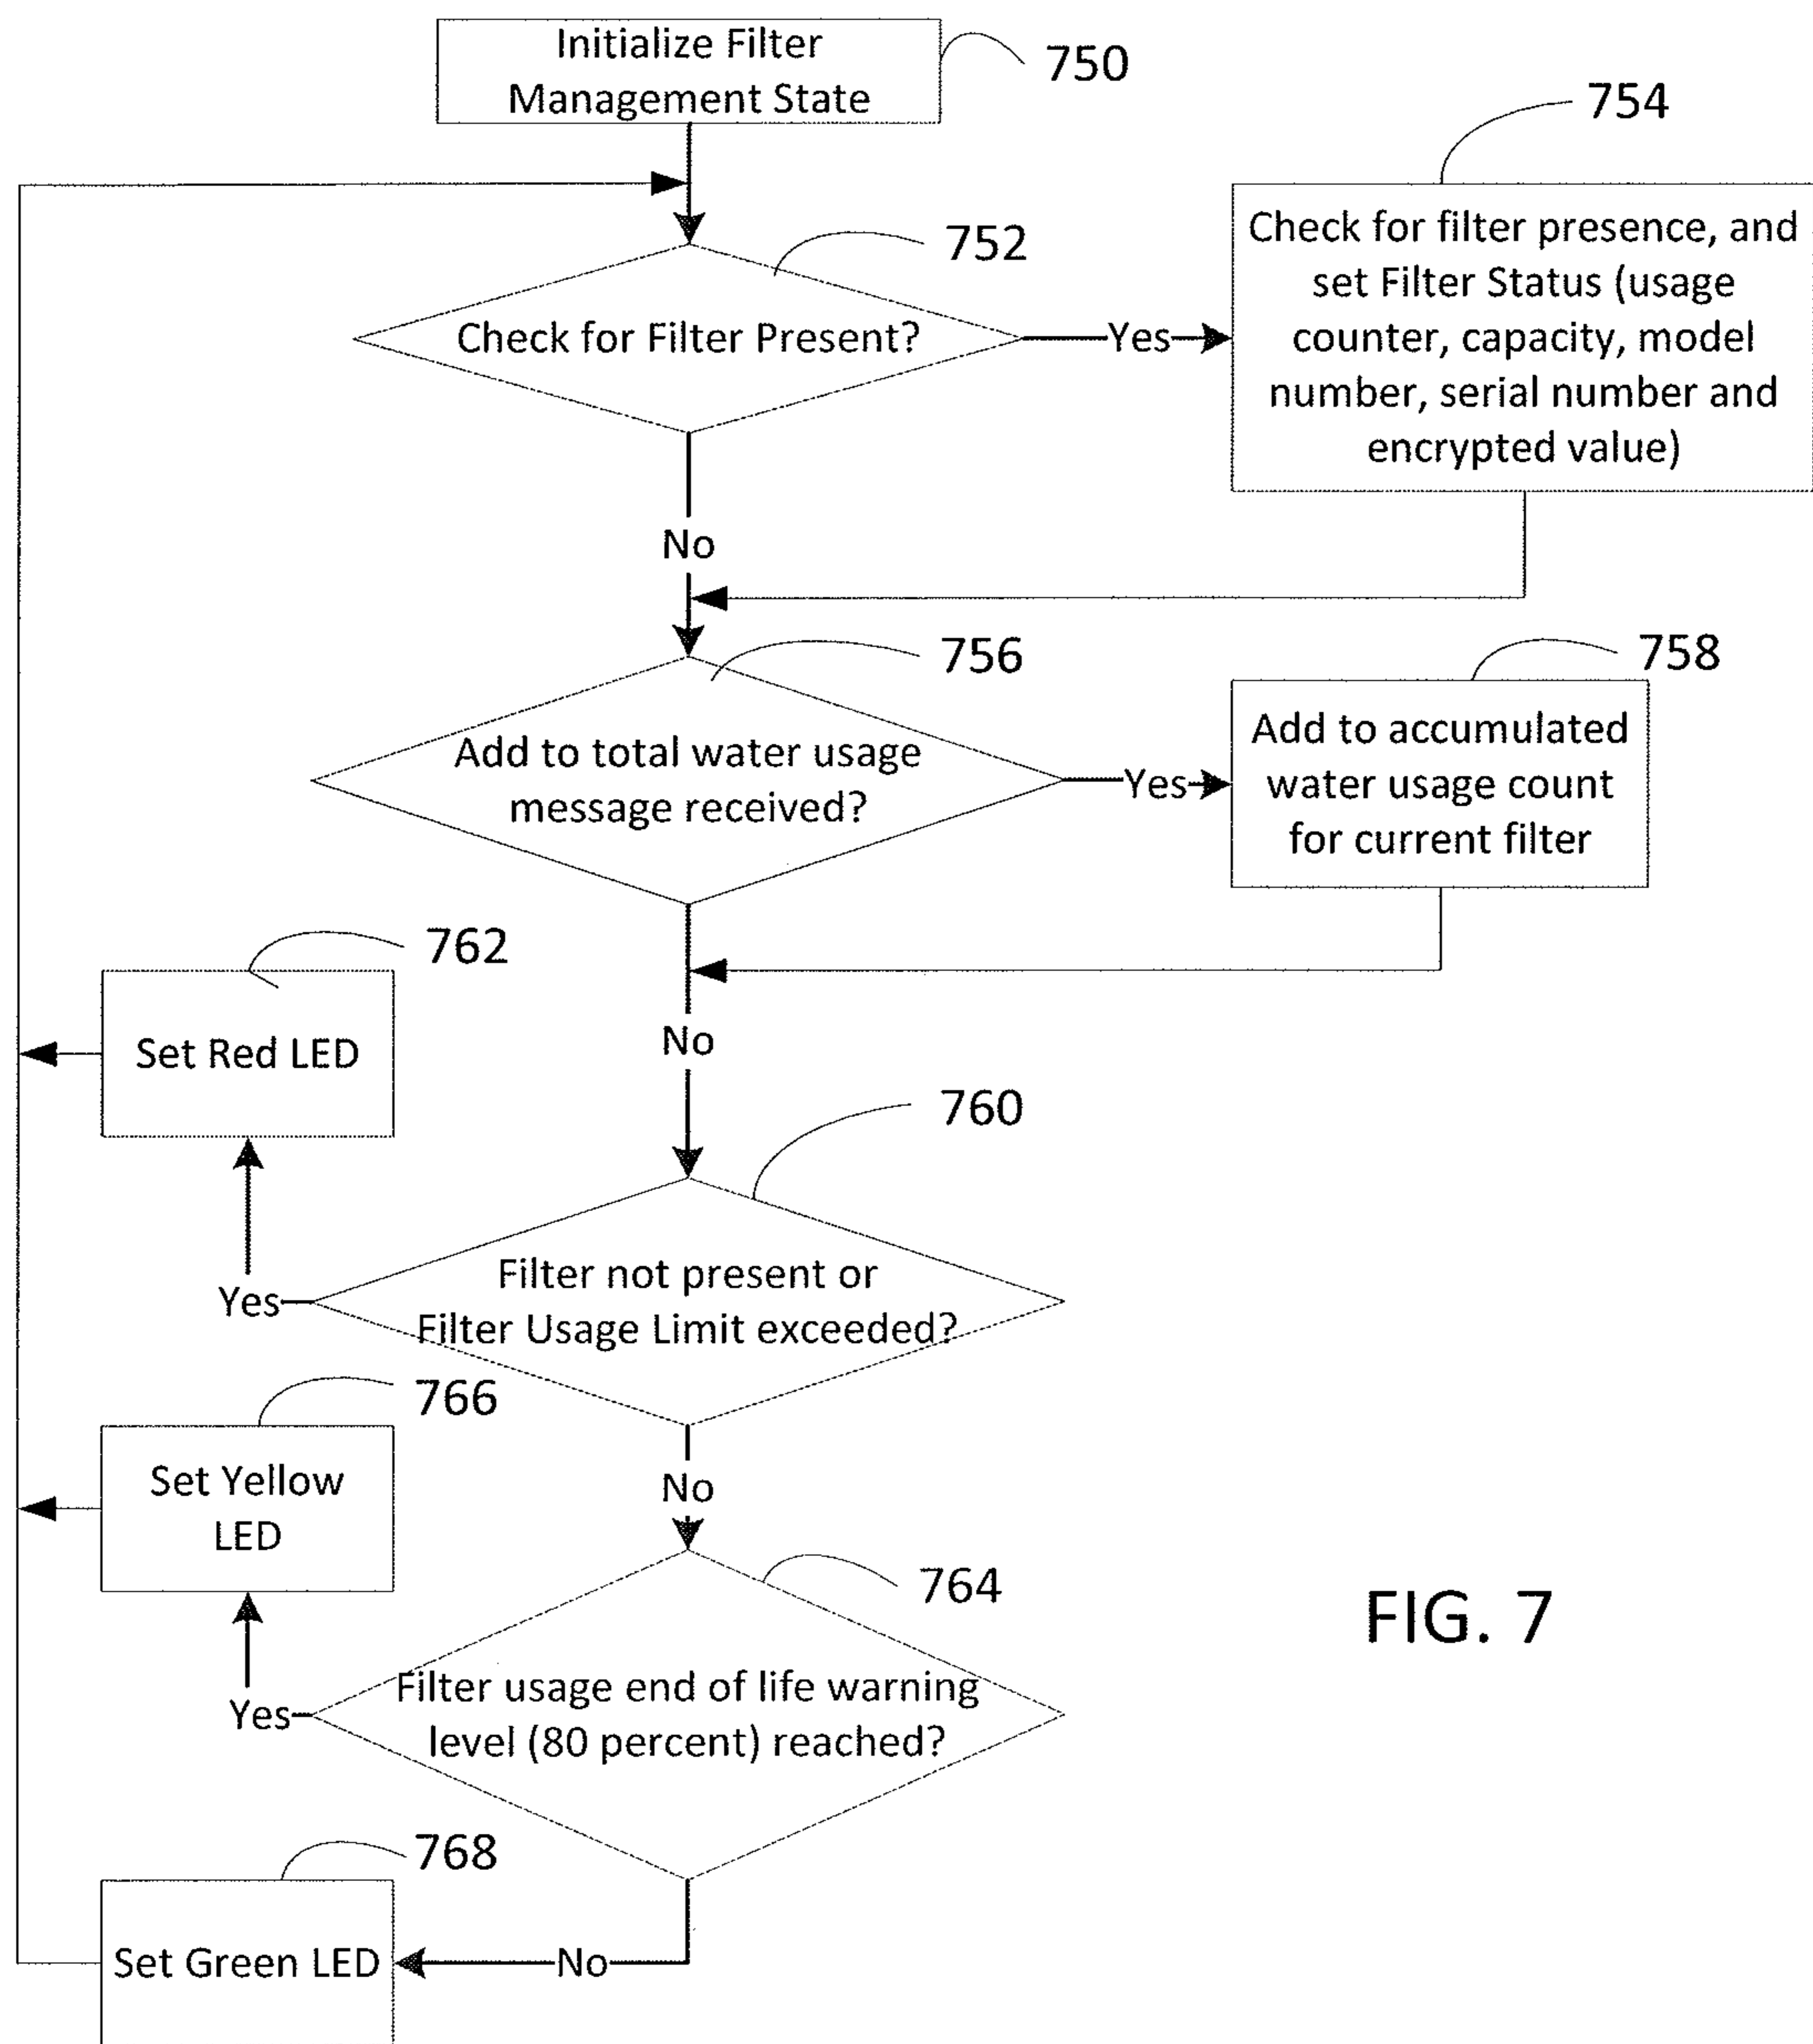 Initialize Filter
Management State
750
754
Check for filter presence, and
set Filter Status (usage
counter, capacity, model
number, serial number and
encrypted value)
752
Check for Filter Present?
Yes
No
756
758
Add to total water usage
message received?
Yes
Add to accumulated
water usage count
for current filter
762
Set Red LED
No
760
Filter not present or
Filter Usage Limit exceeded?
Yes
766
Set Yellow
LED
No
764
Filter usage end of life warning
level (80 percent) reached?
Yes
FIG. 7
768
Set Green LED
No